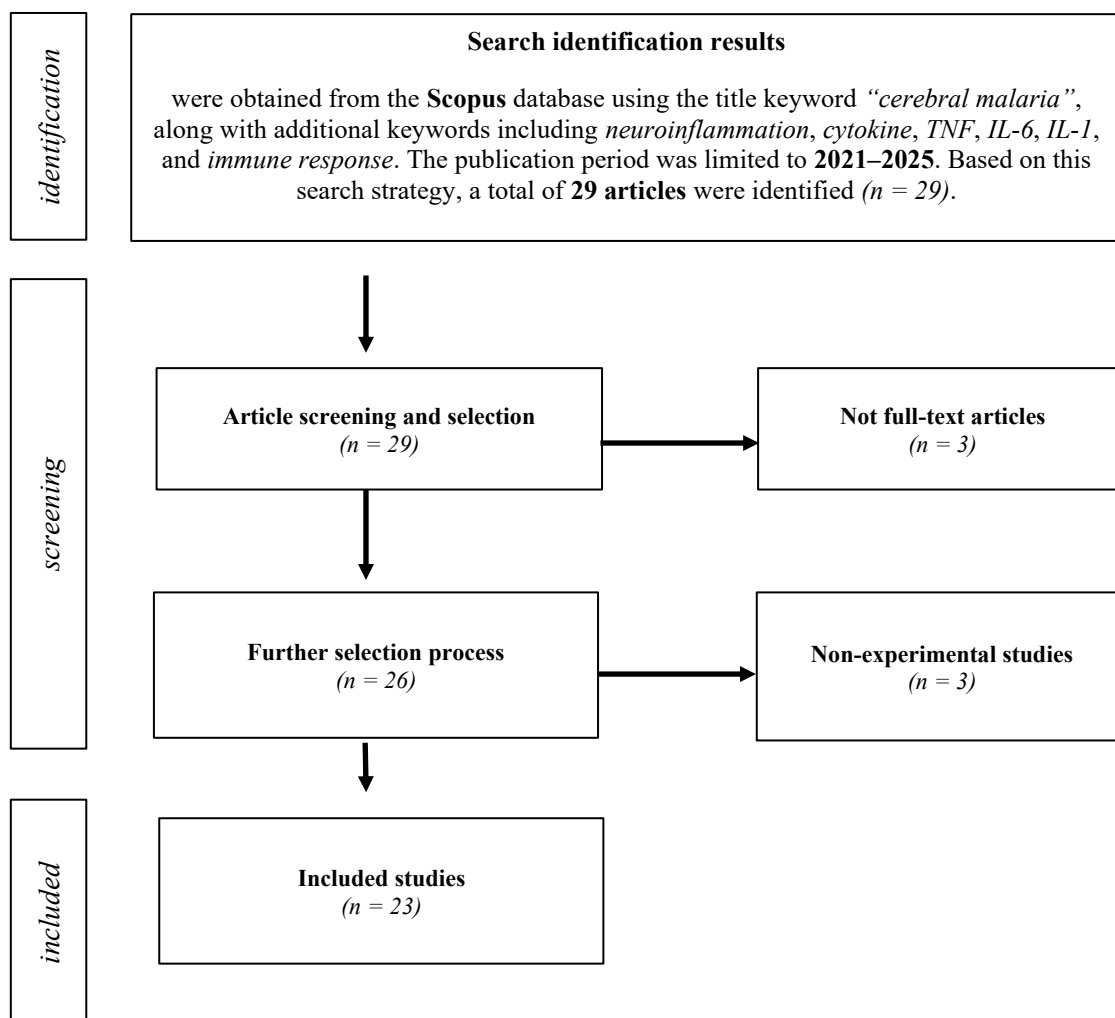 identification
Search identification results
were obtained from the Scopus database using the title keyword “cerebral malaria”,
along with additional keywords including neuroinflammation, cytokine, TNF, IL-6, IL-1,
and immune response. The publication period was limited to 2021–2025. Based on this
search strategy, a total of 29 articles were identified (n = 29).
screening
Article screening and selection
(n = 29)
Not full-text articles
(n = 3)
Further selection process
(n = 26)
Non-experimental studies
(n = 3)
included
Included studies
(n = 23)